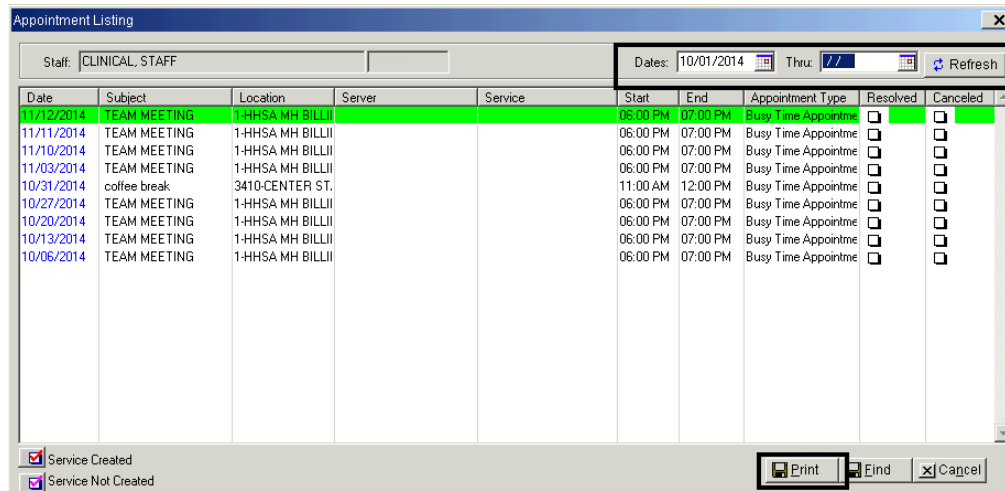 Appointment Listing
Staff: CLINICAL, STAFF Dates: 10/01/2014 Thru: / / Refresh
Date Subject Location Server Service Start End Appointment Type Resolved Canceled
11/12/2014 TEAM MEETING 1-HHSA MH BILLII 06:00 PM 07:00 PM Busy Time Appointme
11/11/2014 TEAM MEETING 1-HHSA MH BILLII 06:00 PM 07:00 PM Busy Time Appointme
11/10/2014 TEAM MEETING 1-HHSA MH BILLII 06:00 PM 07:00 PM Busy Time Appointme
11/03/2014 TEAM MEETING 1-HHSA MH BILLII 06:00 PM 07:00 PM Busy Time Appointme
10/31/2014 coffee break 3410-CENTER ST. 11:00 AM 12:00 PM Busy Time Appointme
10/27/2014 TEAM MEETING 1-HHSA MH BILLII 06:00 PM 07:00 PM Busy Time Appointme
10/20/2014 TEAM MEETING 1-HHSA MH BILLII 06:00 PM 07:00 PM Busy Time Appointme
10/13/2014 TEAM MEETING 1-HHSA MH BILLII 06:00 PM 07:00 PM Busy Time Appointme
10/06/2014 TEAM MEETING 1-HHSA MH BILLII 06:00 PM 07:00 PM Busy Time Appointme
Service Created
Print Find Cancel
Service Not Created